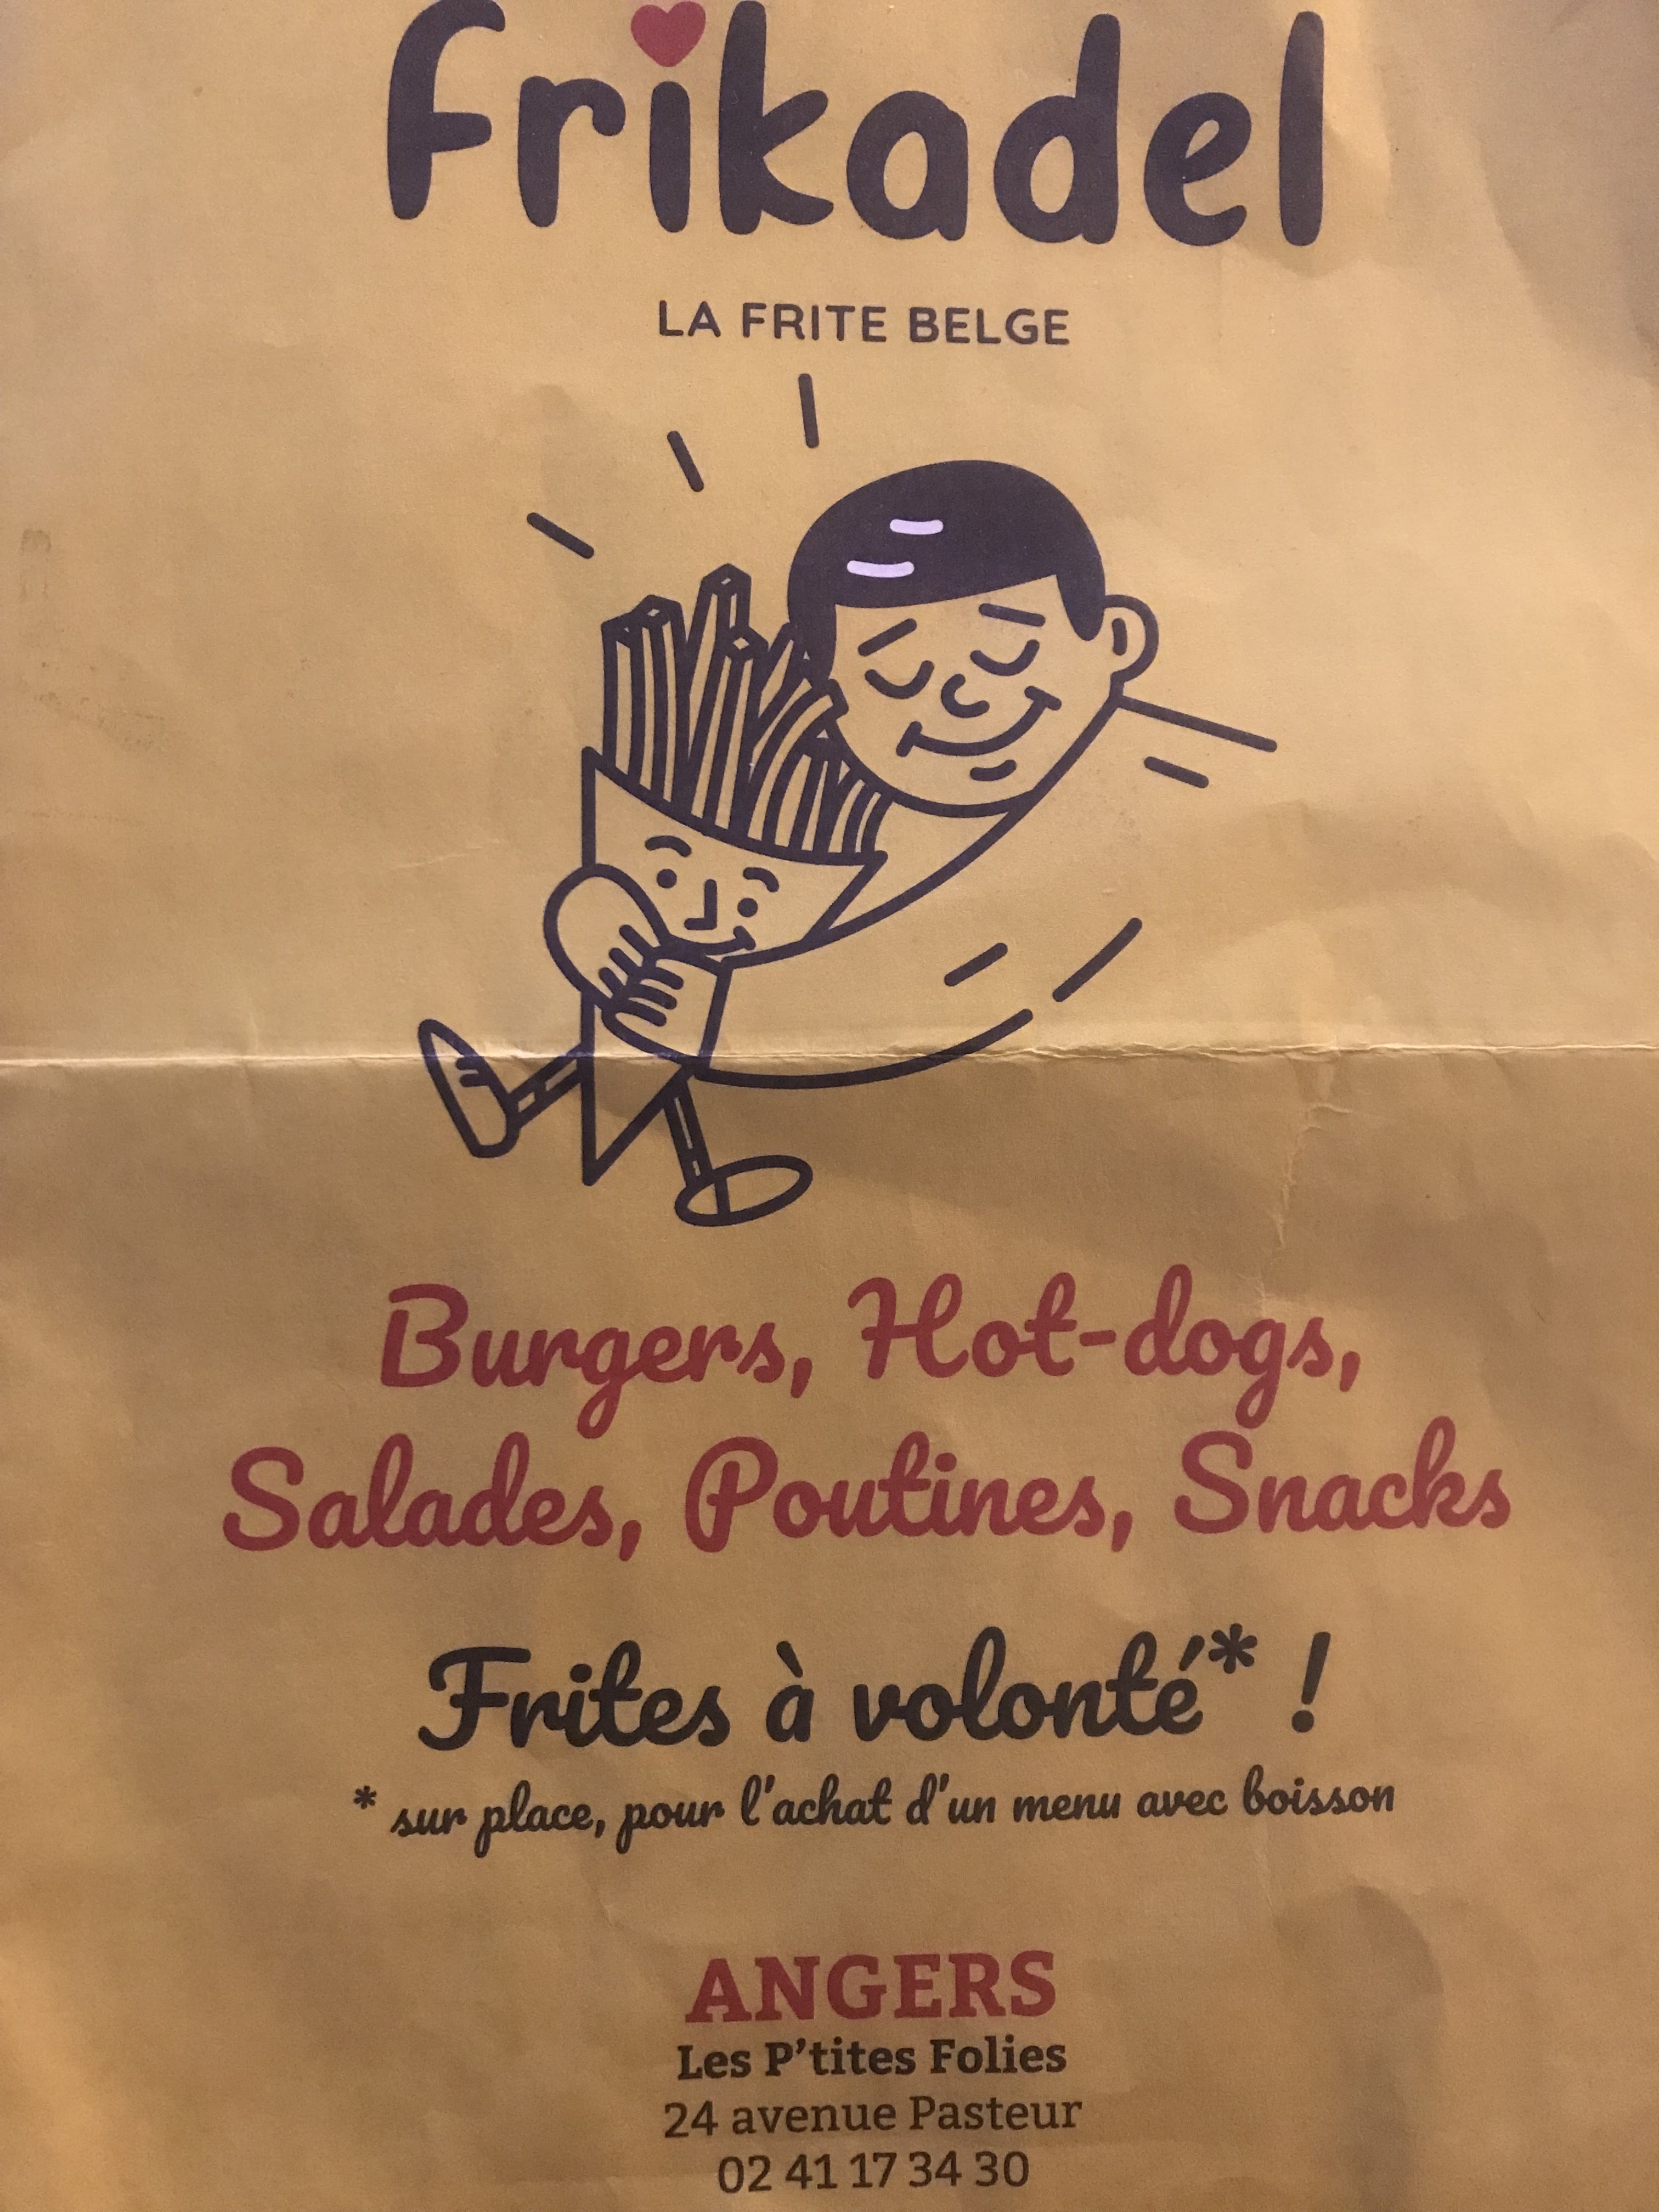 frikadel
LA FRITE BELGE
Burgers, Hot-dogs,
Salades, Poutines, Snacks
Frites à volonté* !
* sur place, pour l'achat d'un menu avec boisson
ANGERS
Les P'tites Folies
24 avenue Pasteur
02 41 17 34 30